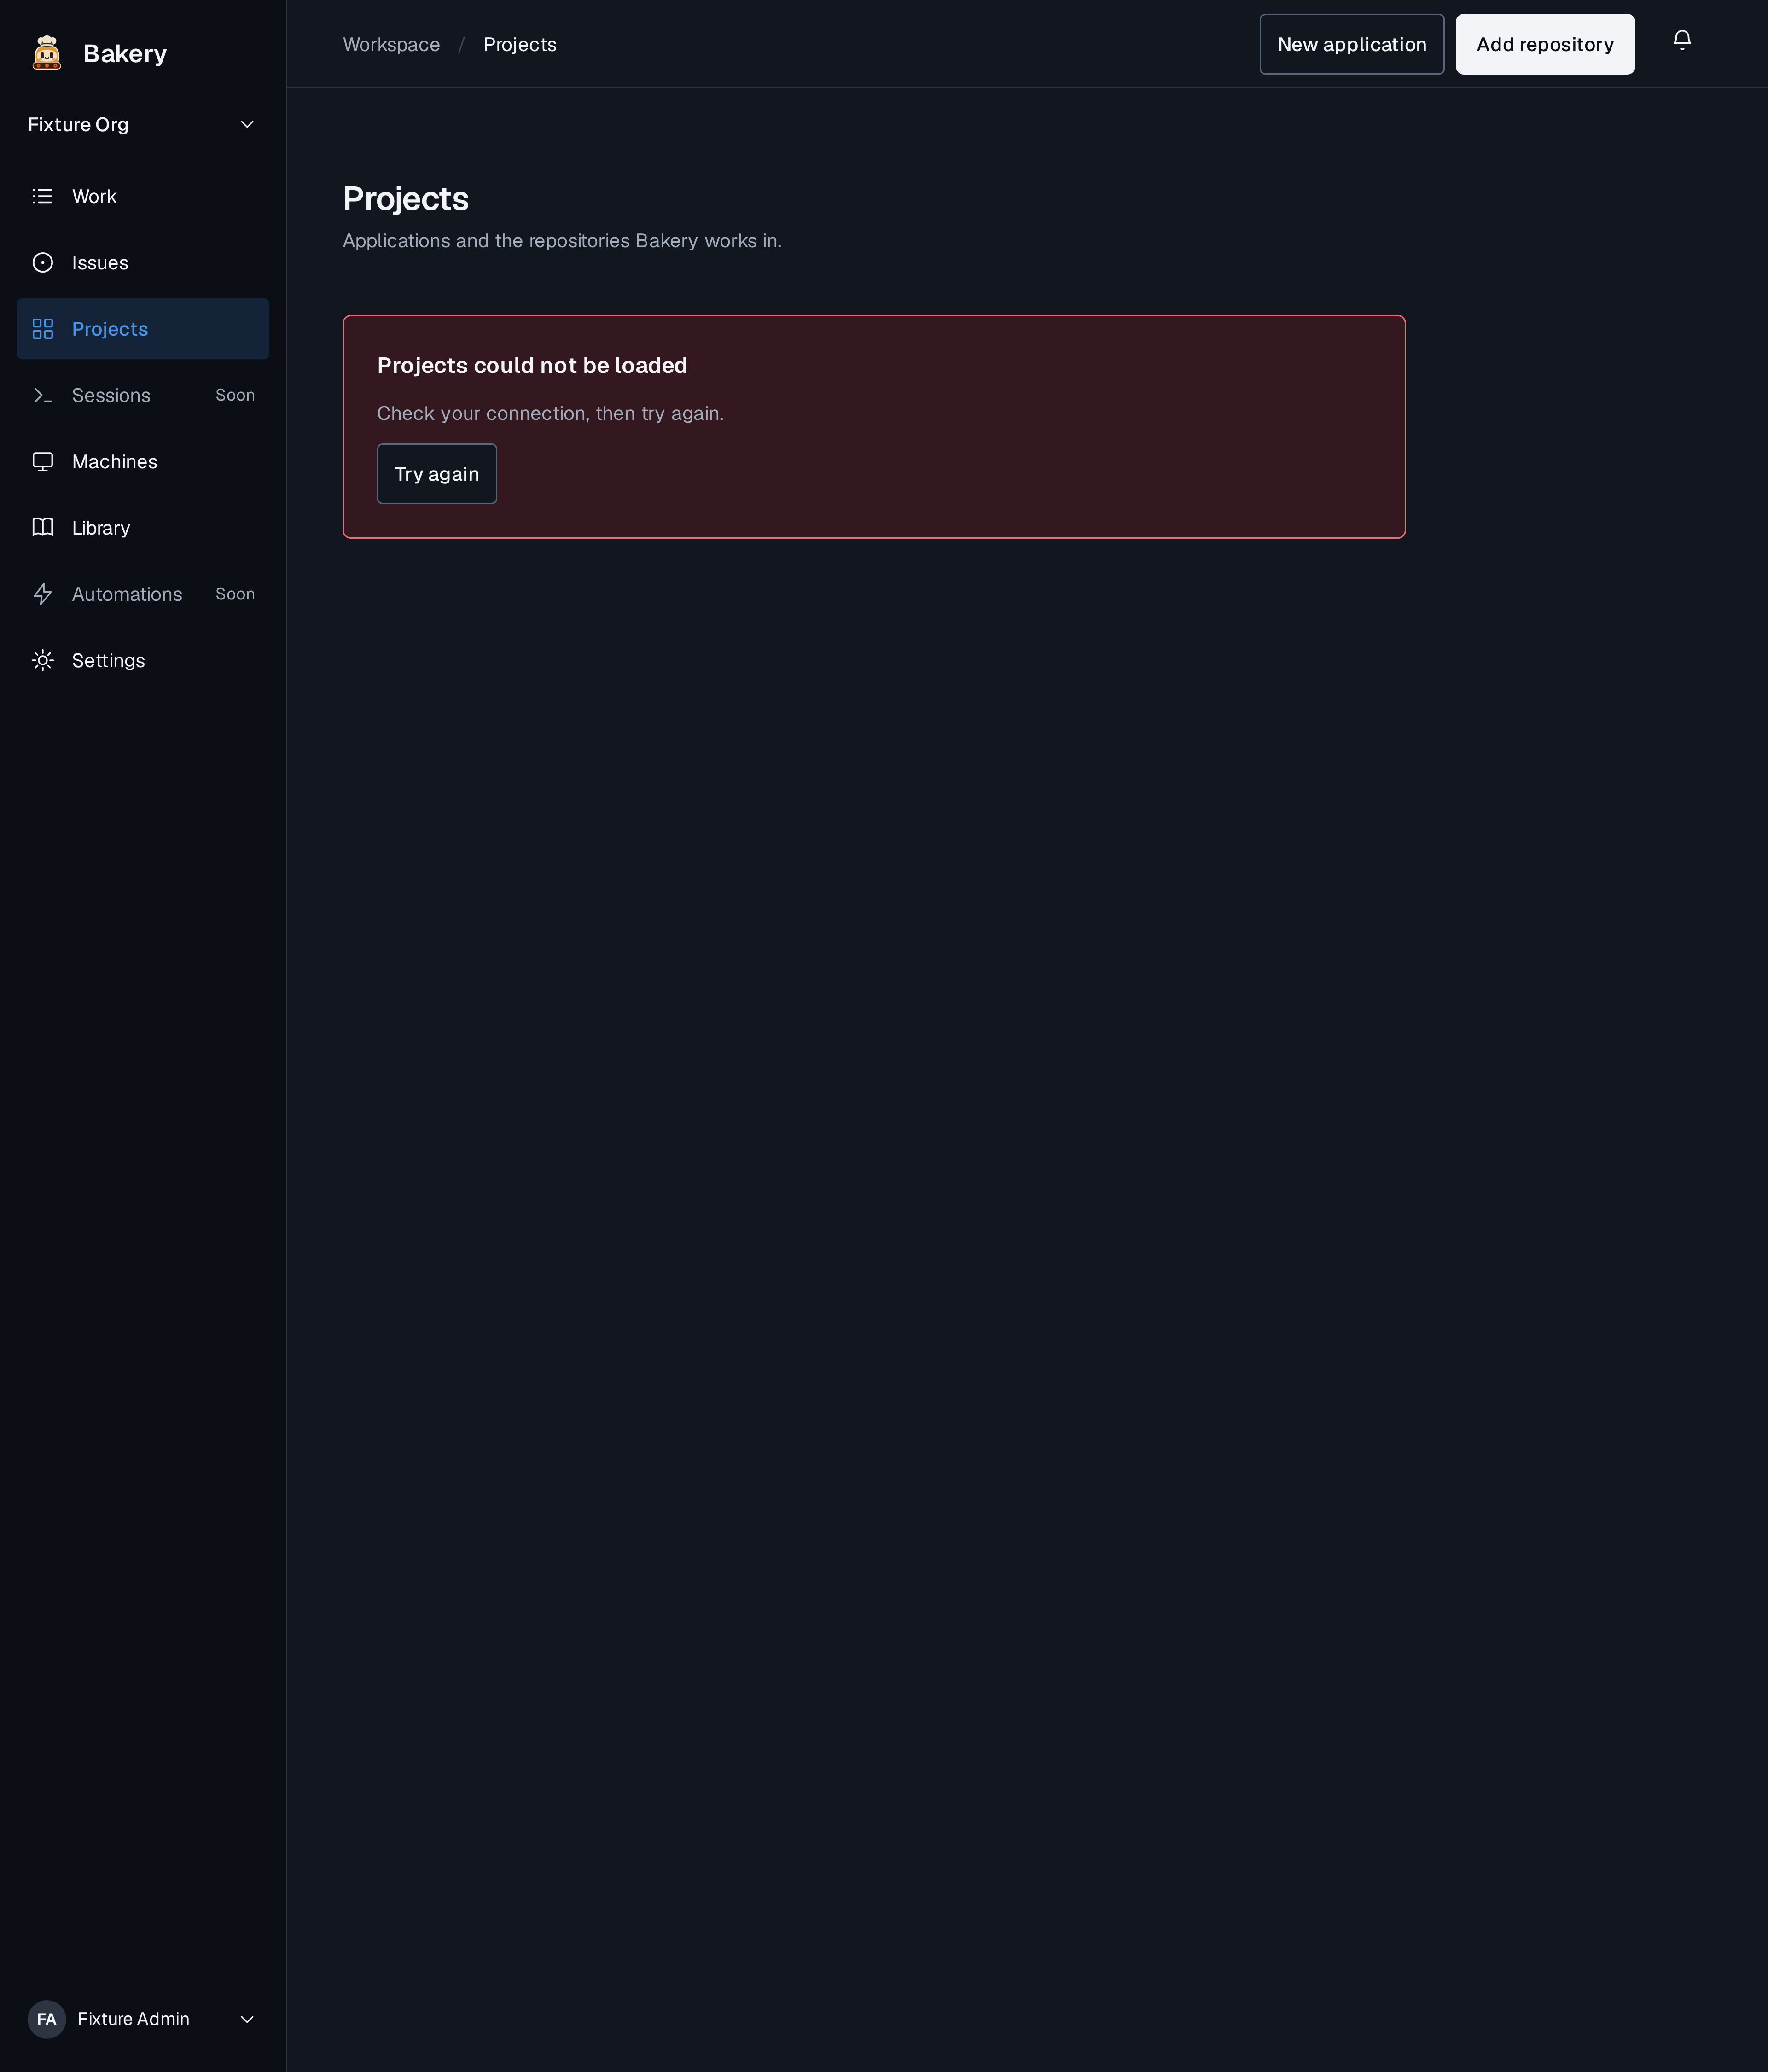 Bakery
Fixture Org
Work
Issues
Projects
Sessions Soon
Machines
Library
Automations Soon
Settings
FA Fixture Admin
Workspace / Projects
New application
Add repository
Projects
Applications and the repositories Bakery works in.
Projects could not be loaded
Check your connection, then try again.
Try again